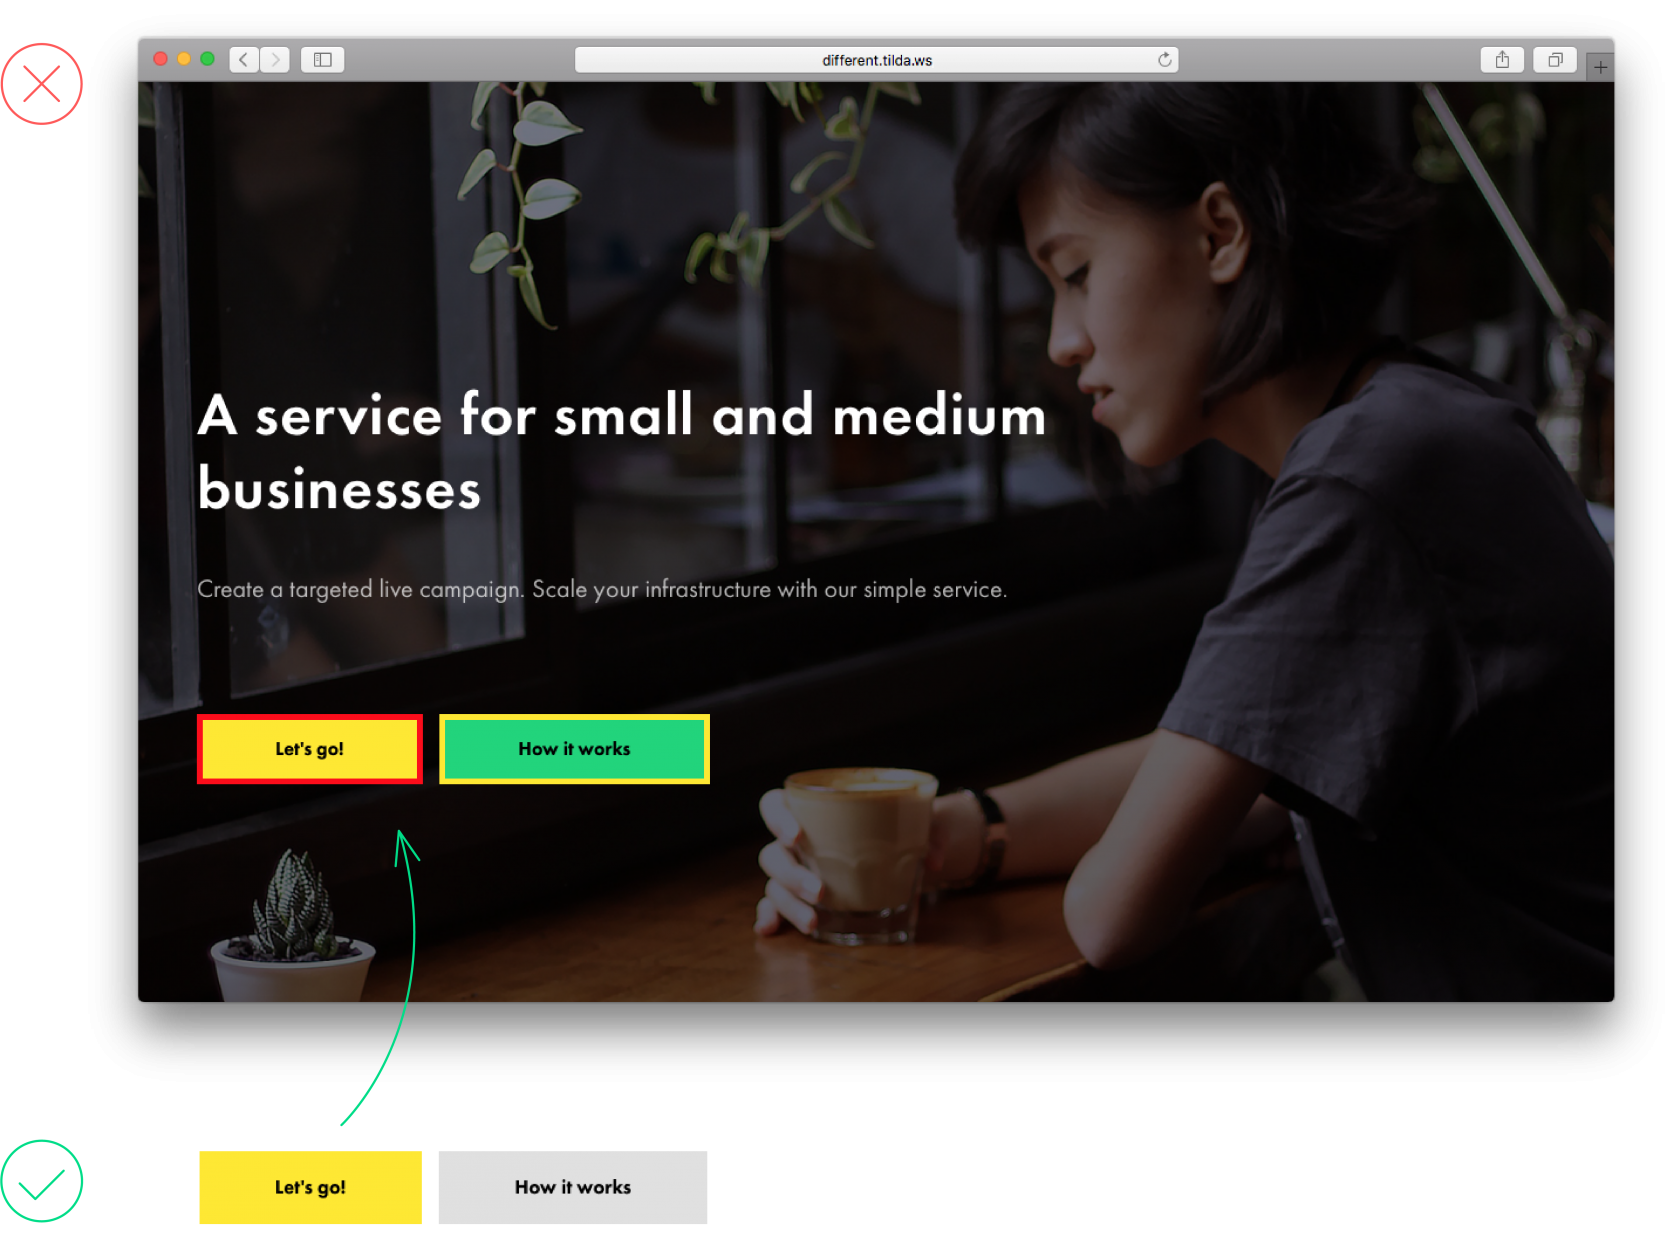 different.tilda.ws
A service for small and medium
businesses
Create a targeted live campaign. Scale your infrastructure with our simple service.
Let's go!
How it works
Let's go!
How it works